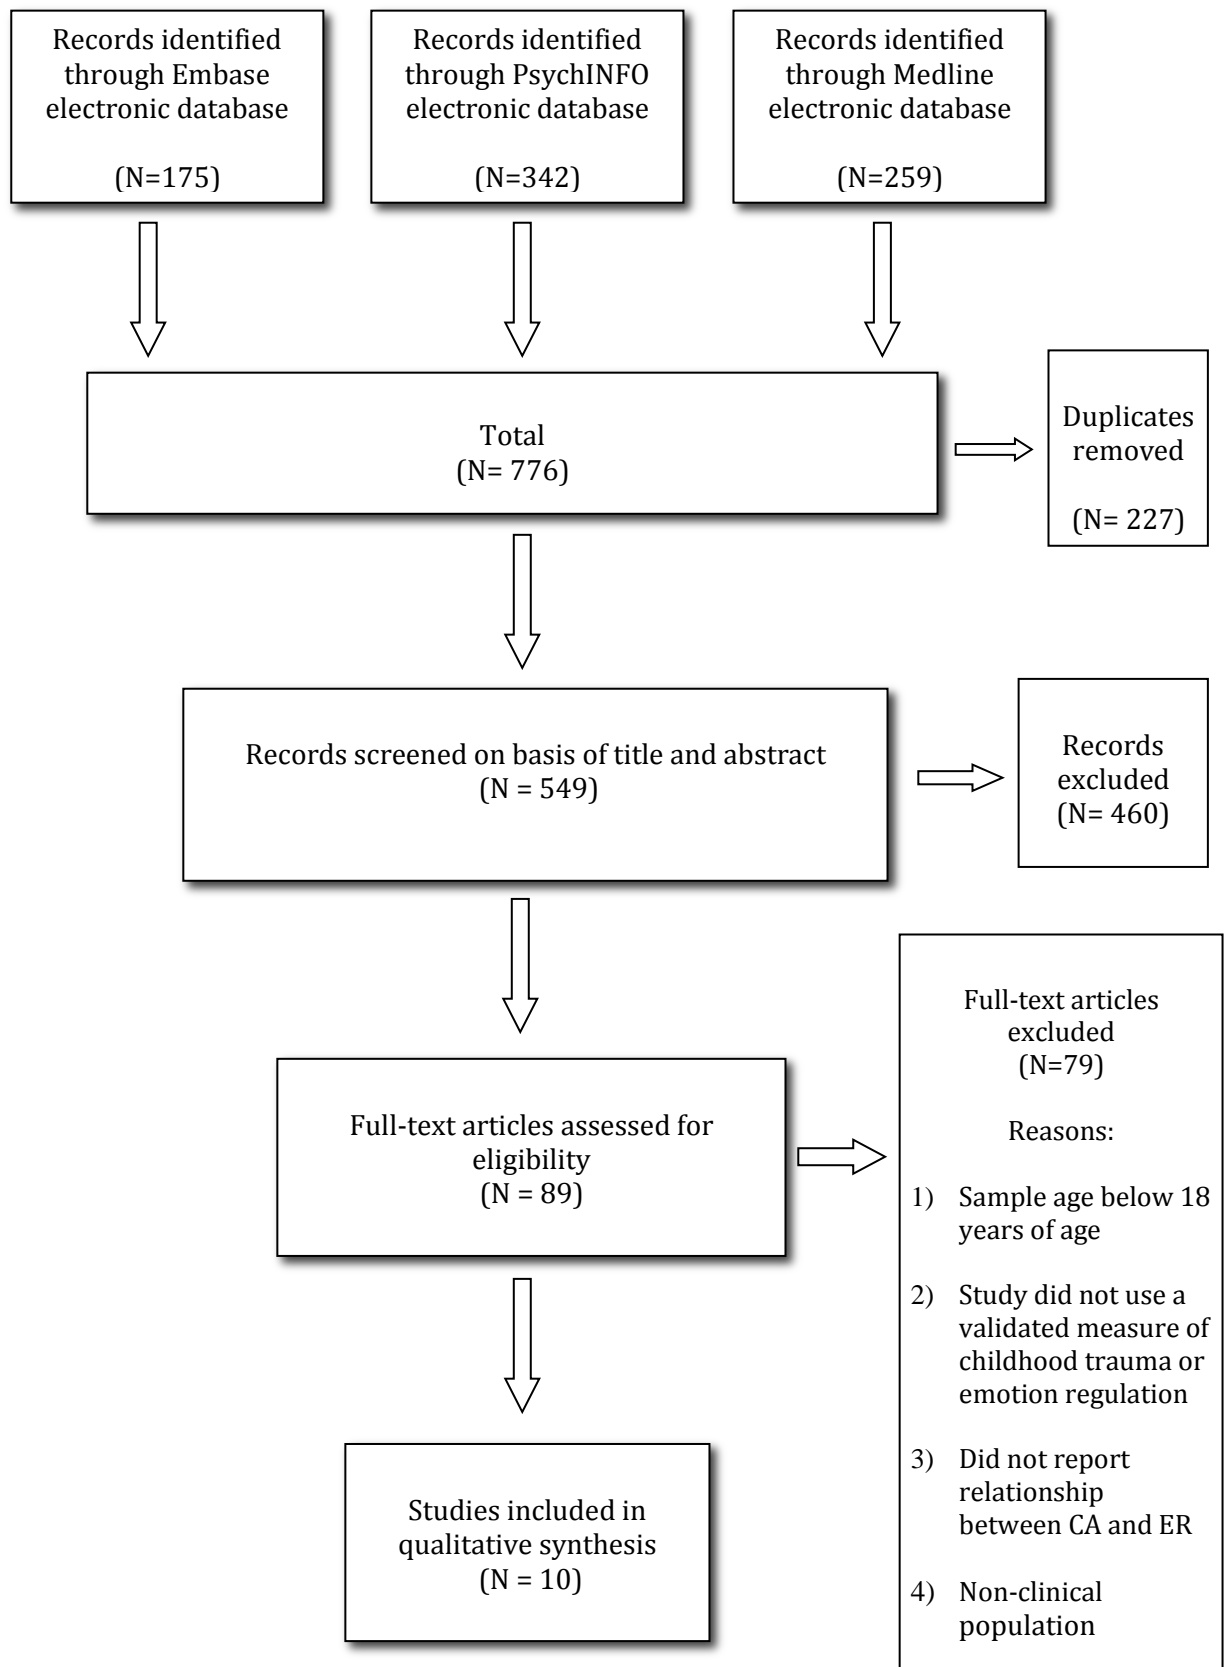 Records identified
through Embase
electronic database
(N=175)
Records identified
through PsychINFO
electronic database
(N=342)
Records identified
through Medline
electronic database
(N=259)
Total
(N= 776)
Duplicates
removed
(N= 227)
Records screened on basis of title and abstract
(N = 549)
Records
excluded
(N= 460)
Full-text articles assessed for
eligibility
(N = 89)
Full-text articles
excluded
(N=79)
Reasons:
1) Sample age below 18
years of age
2) Study did not use a
validated measure of
childhood trauma or
emotion regulation
3) Did not report
relationship
between CA and ER
4) Non-clinical
population
Studies included in
qualitative synthesis
(N = 10)